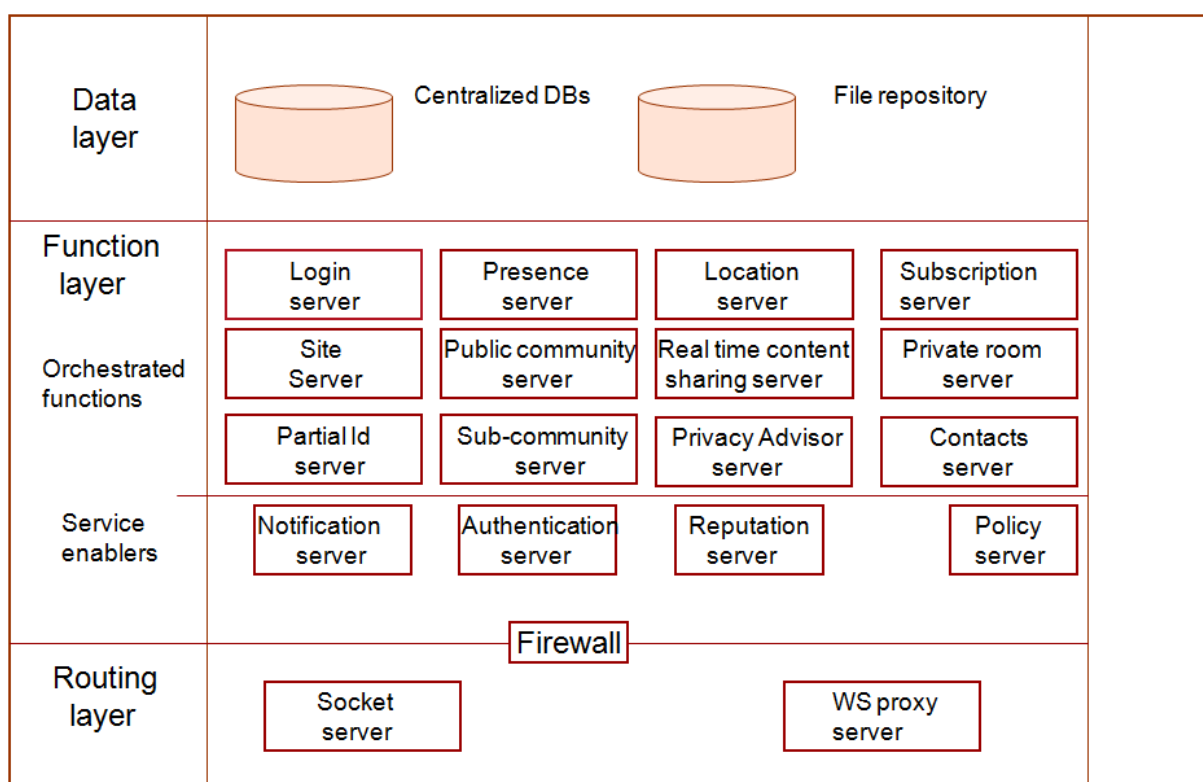 Data
layer
Centralized DBs
File repository
Function
layer
Login
server
Presence
server
Location
server
Subscription
server
Orchestrated
functions
Site
Server
Public community
server
Real time content
sharing server
Private room
server
Partial Id
server
Sub-community
server
Privacy Advisor
server
Contacts
server
Service
enablers
Notification
server
Authentication
server
Reputation
server
Policy
server
Firewall
Routing
layer
Socket
server
WS proxy
server